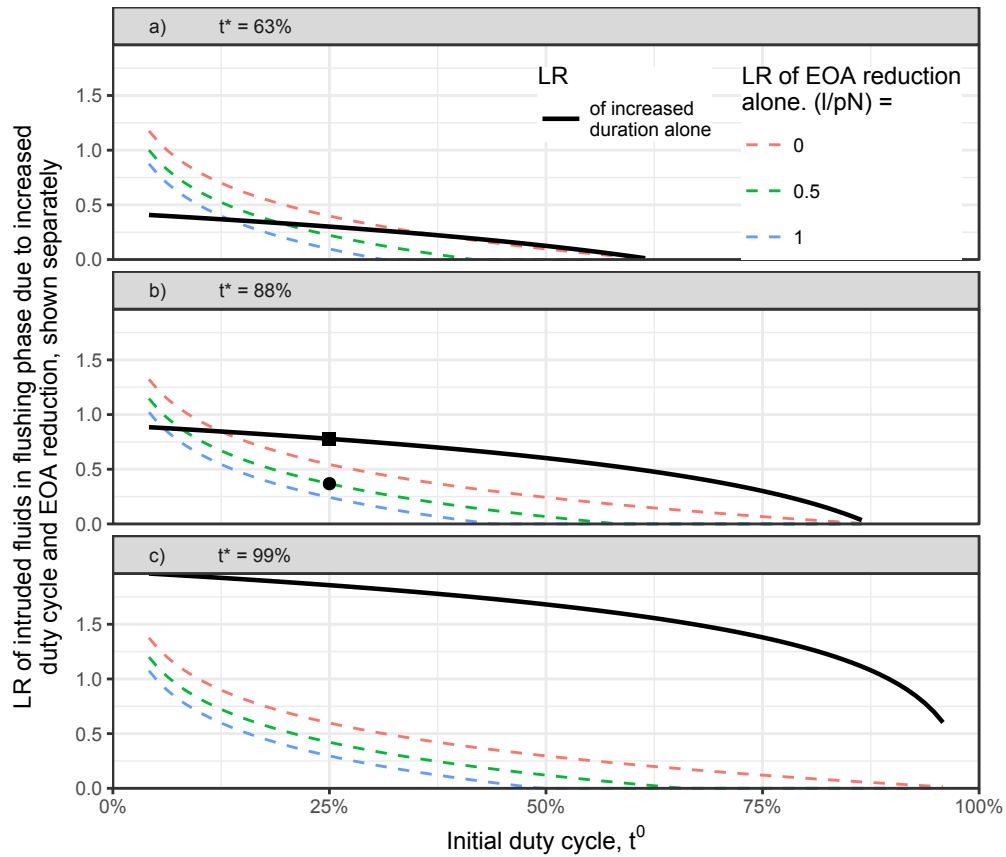 LR of intruded fluids in flushing phase due to increased
duty cycle and EOA reduction, shown separately
a) t* = 63%
LR
of increased
duration alone
LR of EOA reduction
alone. (l/pN) =
0
0.5
1
1.5
1.0
0.5
0.0
b) t* = 88%
1.5
1.0
0.5
0.0
c) t* = 99%
1.5
1.0
0.5
0.0
0% 25% 50% 75% 100%
Initial duty cycle, t⁰